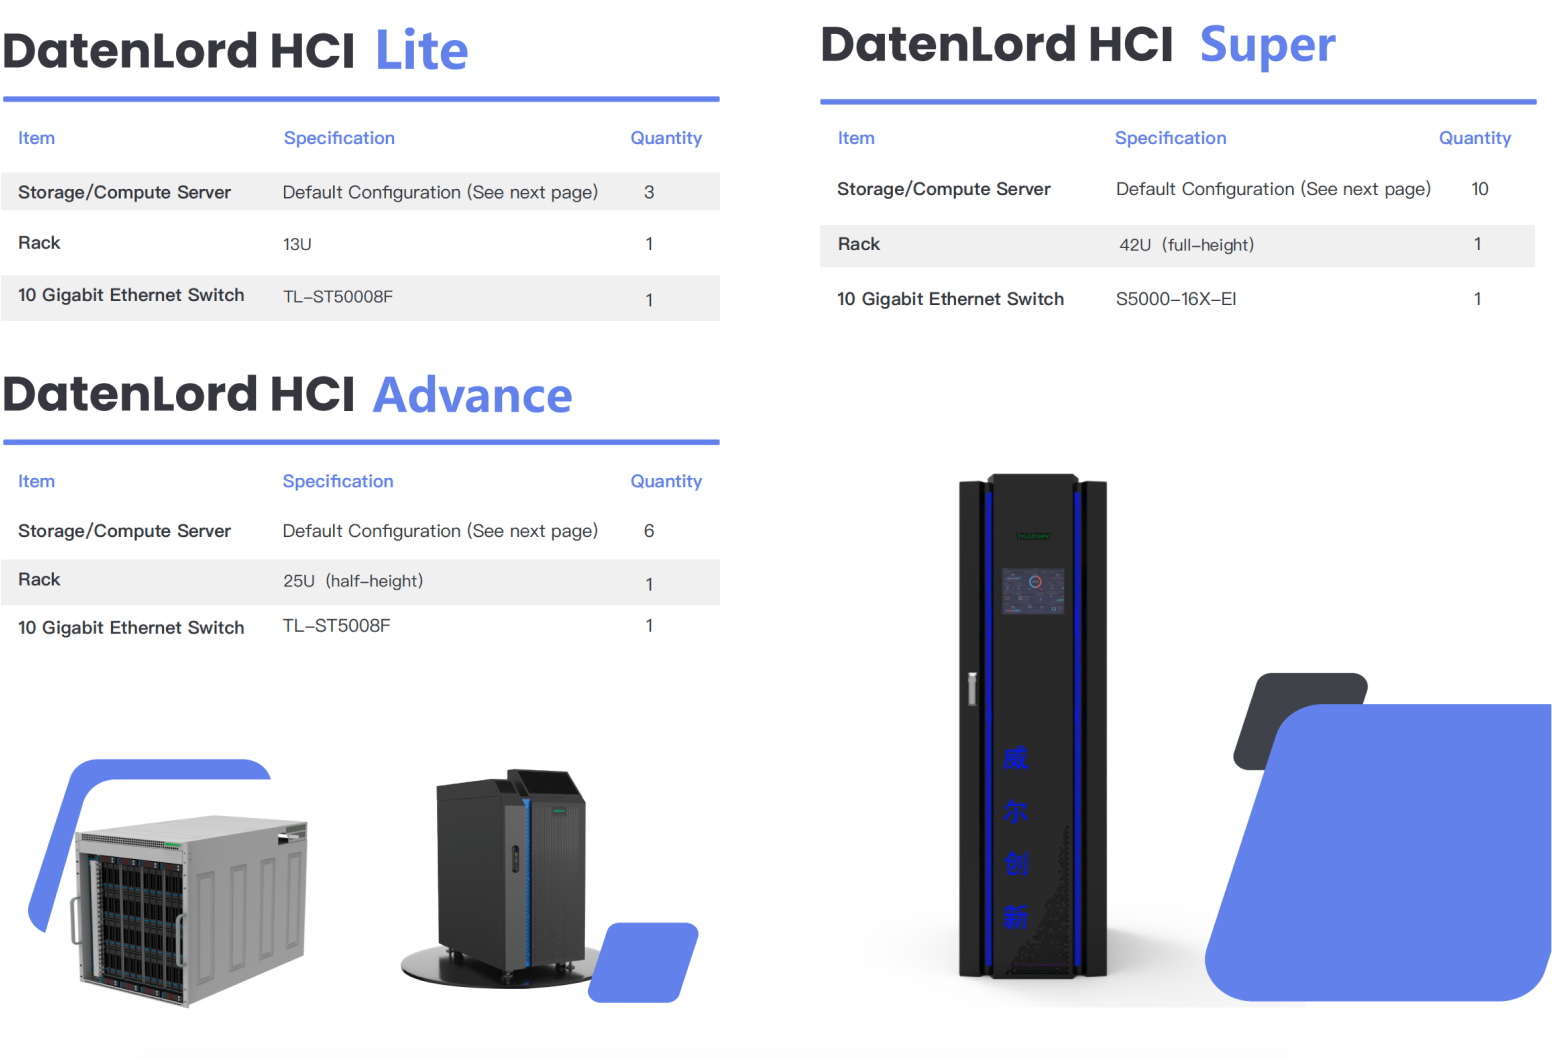 DatenLord HCI Lite
Item Specification Quantity
Storage/Compute Server Default Configuration (See next page) 3
Rack 13U 1
10 Gigabit Ethernet Switch TL-ST50008F 1
DatenLord HCI Advance
Item Specification Quantity
Storage/Compute Server Default Configuration (See next page) 6
Rack 25U (half-height) 1
10 Gigabit Ethernet Switch TL-ST5008F 1
DatenLord HCI Super
Item Specification Quantity
Storage/Compute Server Default Configuration (See next page) 10
Rack 42U (full-height) 1
10 Gigabit Ethernet Switch S5000-16X-EI 1
威
尔
创
新